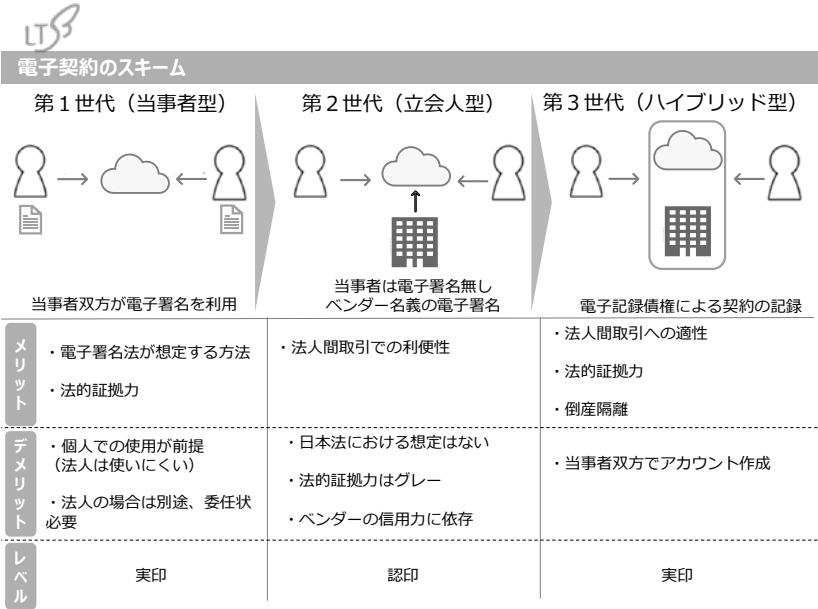 LTS
電子契約のスキーム
第１世代（当事者型）
第２世代（立会人型）
第３世代（ハイブリッド型）
当事者双方が電子署名を利用
当事者は電子署名無し
ベンダー名義の電子署名
電子記録債権による契約の記録
メリット
・電子署名法が想定する方法
・法的証拠力
・法人間取引での利便性
・法人間取引への適性
・法的証拠力
・倒産隔離
デメリット
・個人での使用が前提
（法人は使いにくい）
・法人の場合は別途、委任状
必要
・日本法における想定はない
・法的証拠力はグレー
・ベンダーの信用力に依存
・当事者双方でアカウント作成
レベル
実印
認印
実印